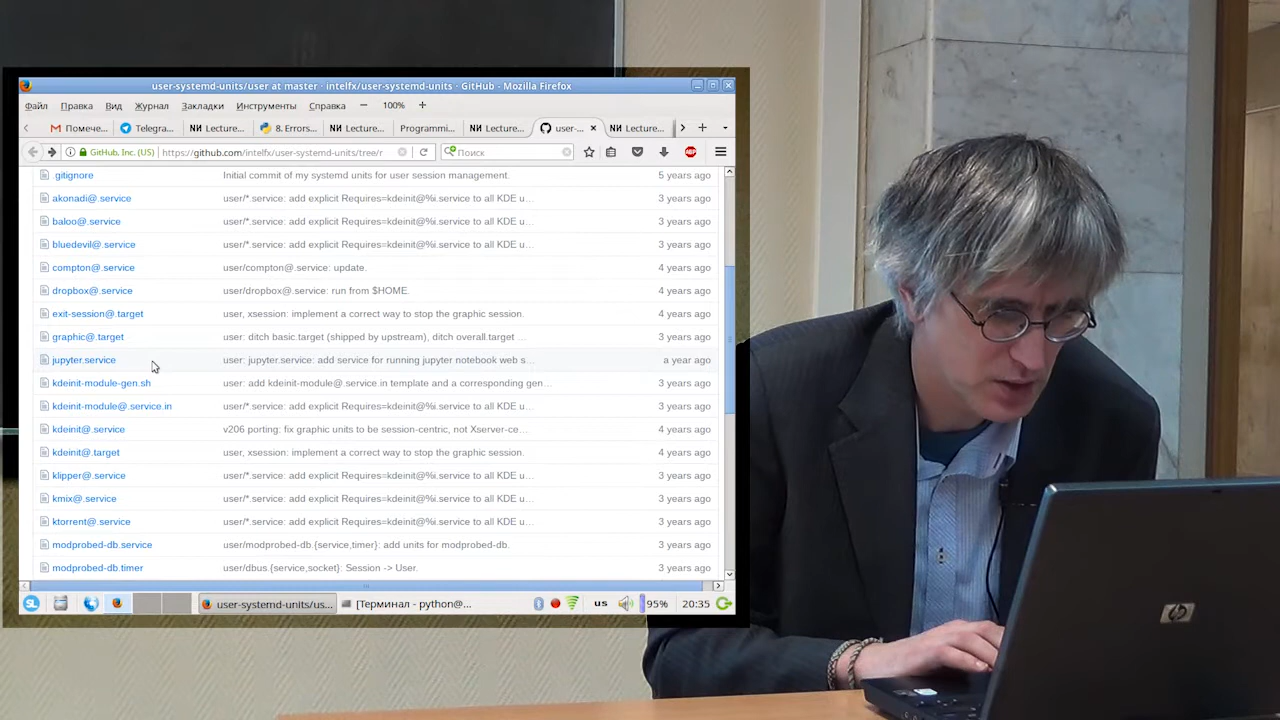 user-systemd-units/user at master · intelfx/user-systemd-units · GitHub - Mozilla Firefox
Файл Правка Вид Журнал Закладки Инструменты Справка — 100% +
Помече... Telegra... Lecture... 8. Errors... Lecture... Programmi... Lecture... user-... Lecture...
GitHub, Inc. (US) https://github.com/intelfx/user-systemd-units/tree/r Поиск
.gitignore Initial commit of my systemd units for user session management. 5 years ago
akonadi@.service user/*.service: add explicit Requires=kdeinit@%i.service to all KDE u… 3 years ago
baloo@.service user/*.service: add explicit Requires=kdeinit@%i.service to all KDE u… 3 years ago
bluedevil@.service user/*.service: add explicit Requires=kdeinit@%i.service to all KDE u… 3 years ago
compton@.service user/compton@.service: update. 4 years ago
dropbox@.service user/dropbox@.service: run from $HOME. 4 years ago
exit-session@.target user, xsession: implement a correct way to stop the graphic session. 4 years ago
graphic@.target user: ditch basic.target (shipped by upstream), ditch overall.target … 4 years ago
jupyter.service user: jupyter.service: add service for running jupyter notebook web s… a year ago
kdeinit-module-gen.sh user: add kdeinit-module@.service.in template and a corresponding gen… 3 years ago
kdeinit-module@.service.in user/*.service: add explicit Requires=kdeinit@%i.service to all KDE u… 3 years ago
kdeinit@.service v206 porting: fix graphic units to be session-centric, not Xserver-ce… 4 years ago
kdeinit@.target user, xsession: implement a correct way to stop the graphic session. 4 years ago
klipper@.service user/*.service: add explicit Requires=kdeinit@%i.service to all KDE u… 3 years ago
kmix@.service user/*.service: add explicit Requires=kdeinit@%i.service to all KDE u… 3 years ago
ktorrent@.service user/*.service: add explicit Requires=kdeinit@%i.service to all KDE u… 3 years ago
modprobed-db.service user/modprobed-db.{service,timer}: add units for modprobed-db. 3 years ago
modprobed-db.timer user/dbus.{service,socket}: Session -> User. 3 years ago
user-systemd-units/us... [Терминал - python@... us 95% 20:35
hp